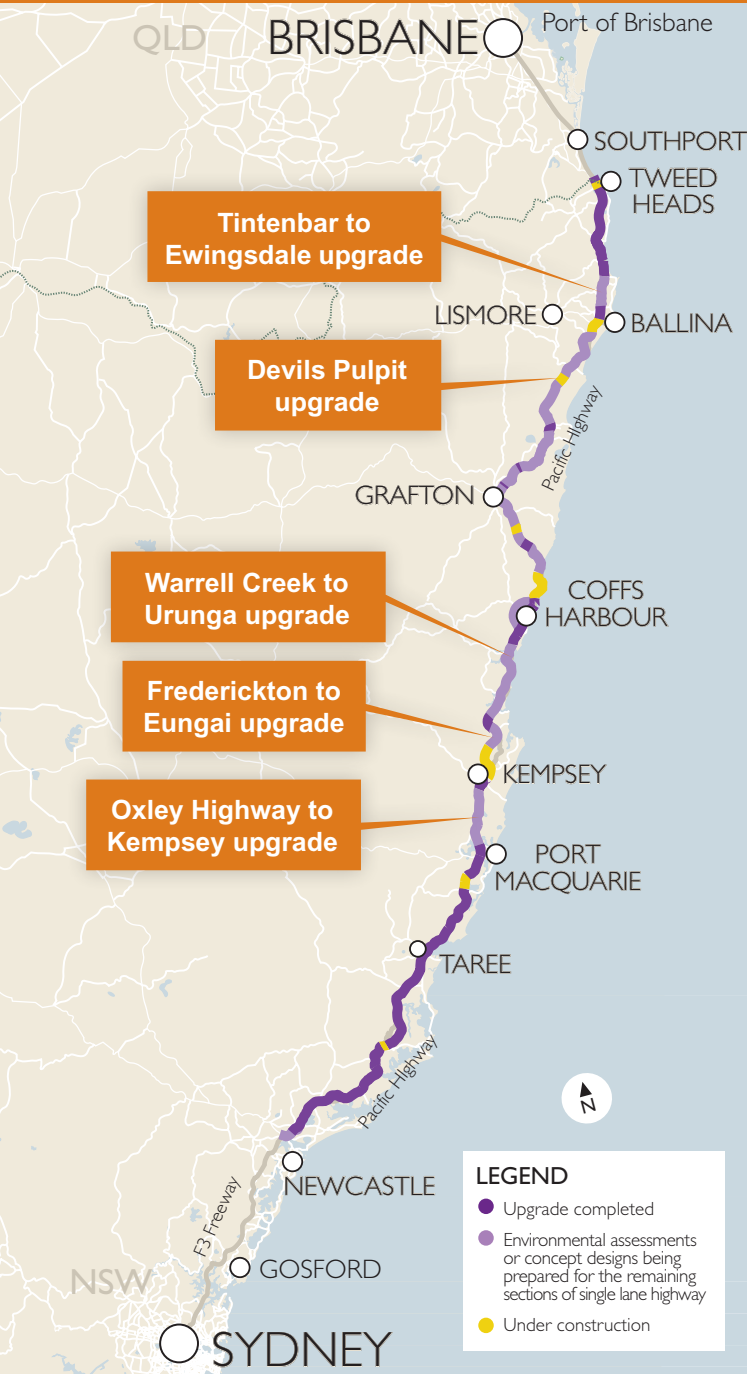 QLD
BRISBANE
Port of Brisbane
SOUTHPORT
TWEED
HEADS
Tintenbar to
Ewingsdale upgrade
LISMORE
BALLINA
Devils Pulpit
upgrade
Pacific HIghway
GRAFTON
Warrell Creek to
Urunga upgrade
COFFS
HARBOUR
Frederickton to
Eungai upgrade
KEMPSEY
Oxley Highway to
Kempsey upgrade
PORT
MACQUARIE
TAREE
Pacific HIghway
N
NEWCASTLE
F3 Freeway
GOSFORD
NSW
SYDNEY
LEGEND
Upgrade completed
Environmental assessments
or concept designs being
prepared for the remaining
sections of single lane highway
Under construction